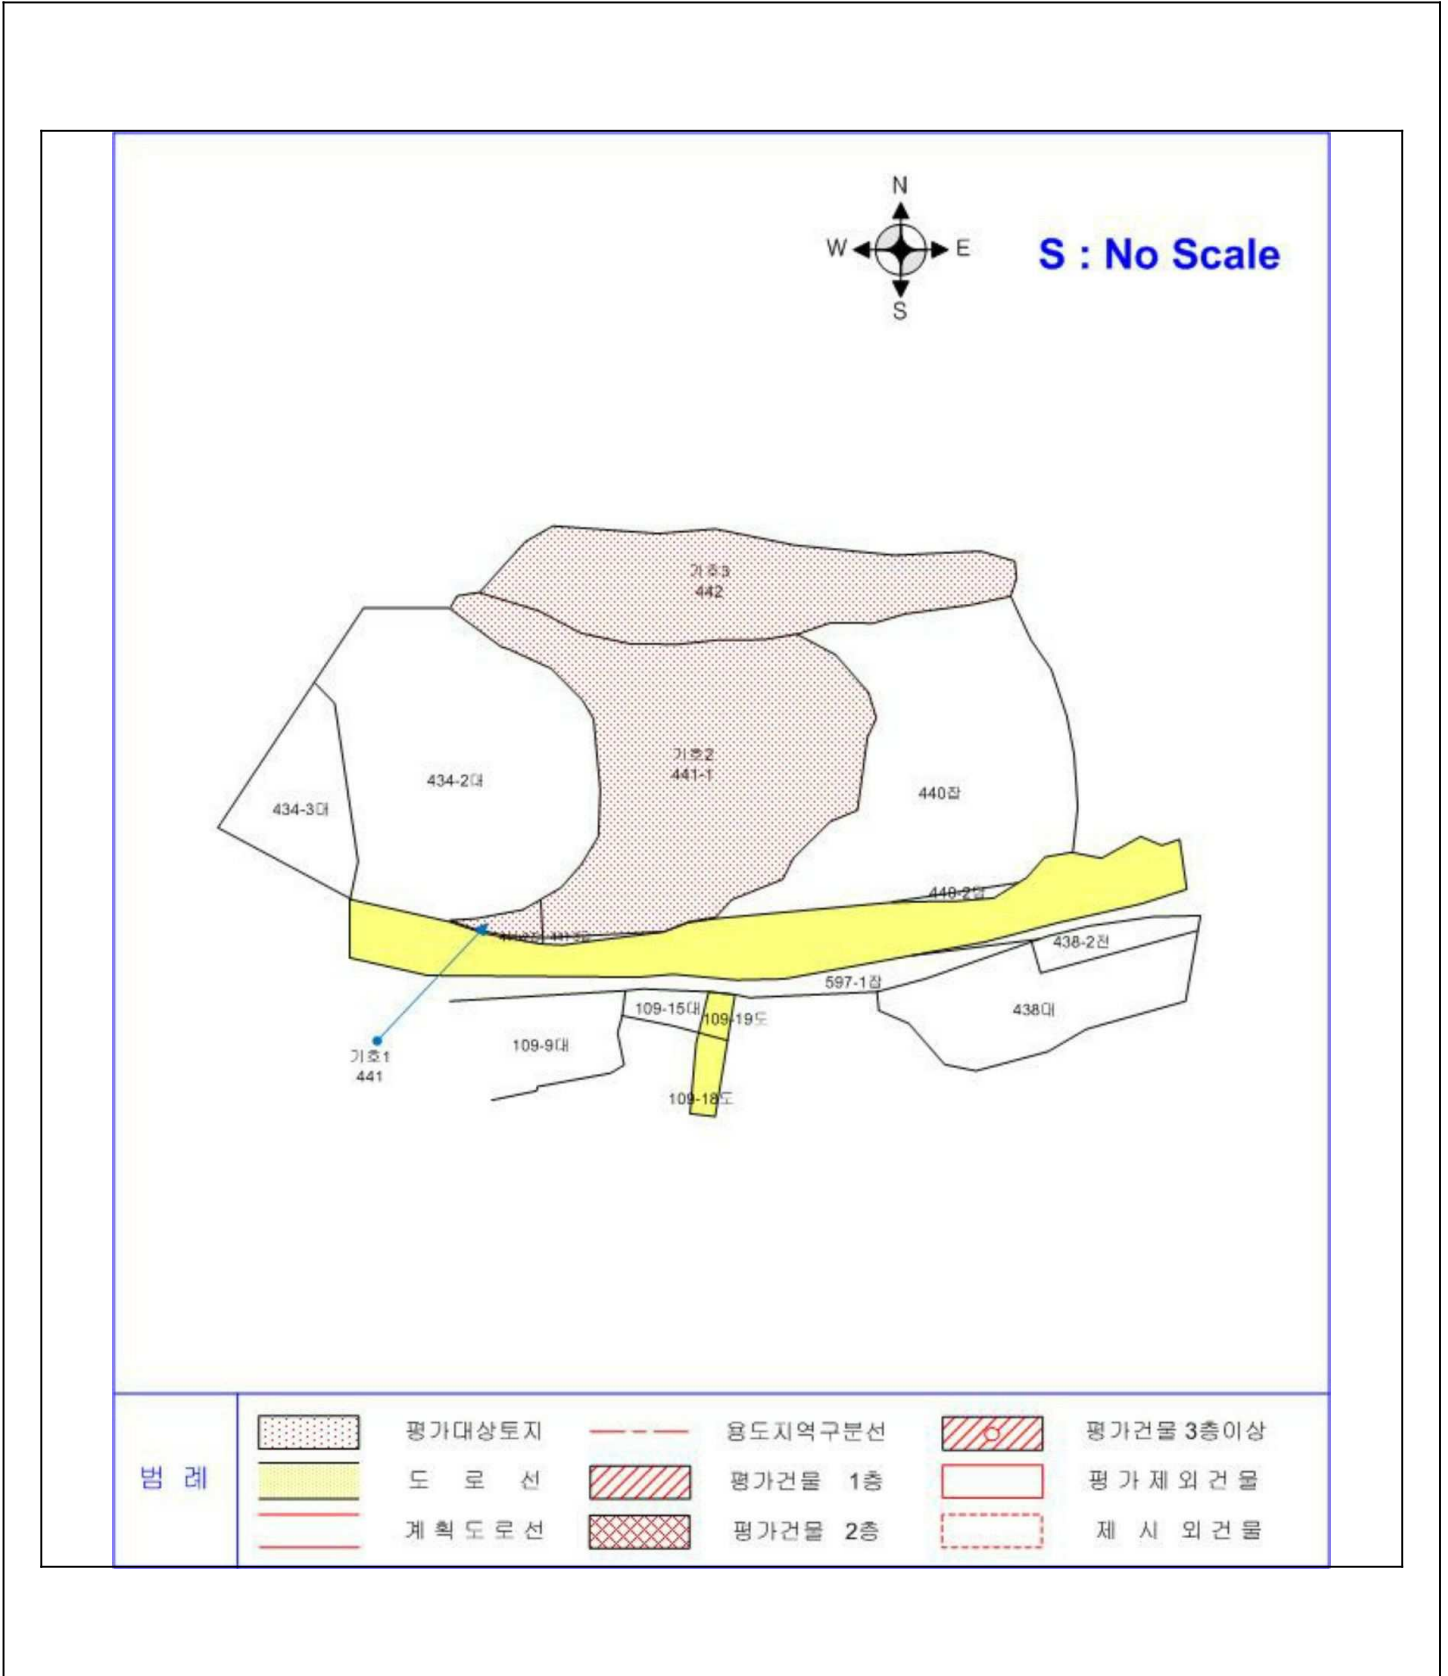 N
W E
S
S : No Scale
기호3
442
기호2
441-1
434-2대
434-3대
440잡
440-2답
438-2전
597-1잡
438대
109-15대
109-19도
109-9대
기호1
441
109-18도
범 례
평가대상토지
용도지역구분선
평가건물 3층이상
도 로 선
평가건물 1층
평가제외건물
계획도로선
평가건물 2층
제 시 외건물